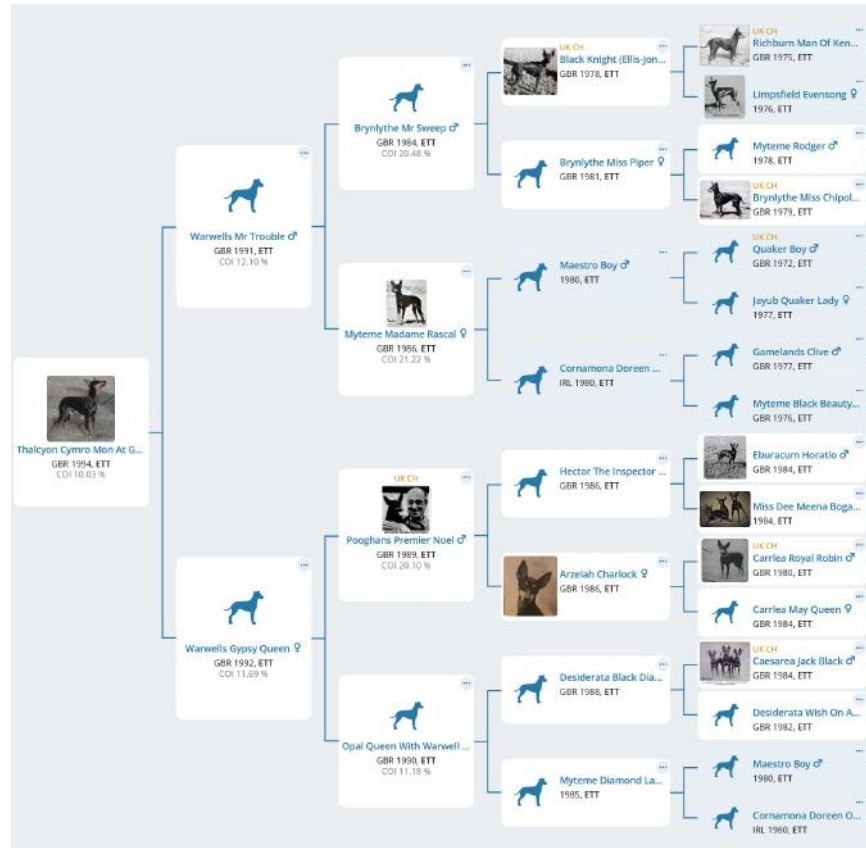 UK CH
Richburn Man Of Ken...
GBR 1975, ETT
Limpsfield Evensong ♀
1976, ETT
UK CH
Black Knight (Ellis-Jon...
GBR 1978, ETT
Brynlythe Mr Sweep ♂
GBR 1984, ETT
COI 20.48 %
Brynlythe Miss Piper ♀
GBR 1981, ETT
Myteme Rodger ♂
1978, ETT
UK CH
Brynlythe Miss Chipol...
GBR 1979, ETT
Warwells Mr Trouble ♂
GBR 1991, ETT
COI 12.10 %
Maestro Boy ♂
1980, ETT
UK CH
Quaker Boy ♂
GBR 1972, ETT
Jayub Quaker Lady ♀
1977, ETT
Myteme Madame Rascal ♀
GBR 1986, ETT
COI 21.22 %
Cornamona Doreen ...
IRL 1980, ETT
Gamelands Clive ♂
GBR 1977, ETT
Myteme Black Beauty...
GBR 1976, ETT
Thalcyon Cymro Mon At G...
GBR 1994, ETT
COI 10.03 %
Hector The Inspector ...
GBR 1986, ETT
Eburacum Horatio ♂
GBR 1984, ETT
Miss Dee Meena Boga...
1984, ETT
UK CH
Pooghans Premier Noel ♂
GBR 1989, ETT
COI 20.10 %
Arzelah Charlock ♀
GBR 1986, ETT
UK CH
Carrlea Royal Robin ♂
GBR 1980, ETT
Carrlea May Queen ♀
GBR 1984, ETT
Warwells Gypsy Queen ♀
GBR 1992, ETT
COI 11.69 %
Desiderata Black Dia...
GBR 1988, ETT
UK CH
Caesarea Jack Black ♂
GBR 1984, ETT
Desiderata Wish On A...
GBR 1982, ETT
Opal Queen With Warwell ...
GBR 1990, ETT
COI 11.18 %
Myteme Diamond La...
1985, ETT
Maestro Boy ♂
1980, ETT
Cornamona Doreen O...
IRL 1980, ETT